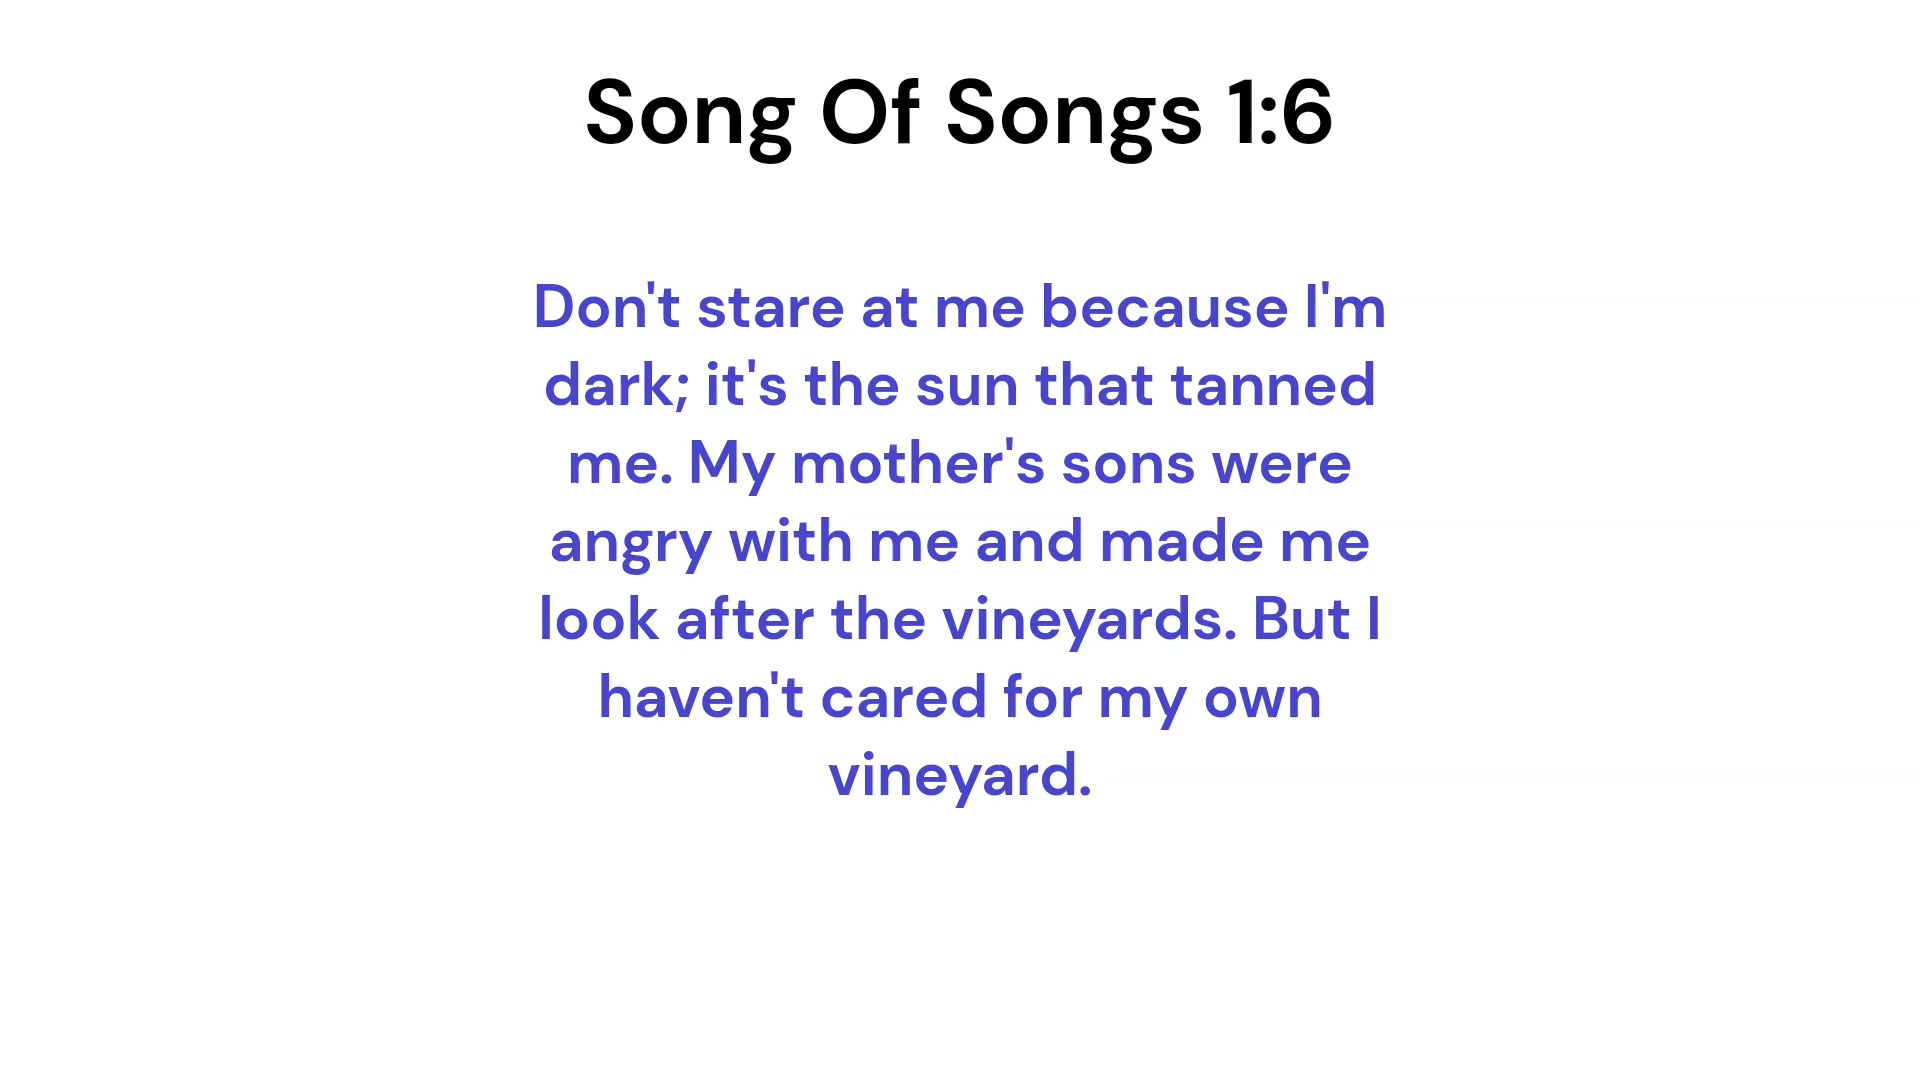 Song Of Songs 1:6
Don't stare at me because I'm
dark; it's the sun that tanned
me. My mother's sons were
angry with me and made me
look after the vineyards. But I
haven't cared for my own
vineyard.